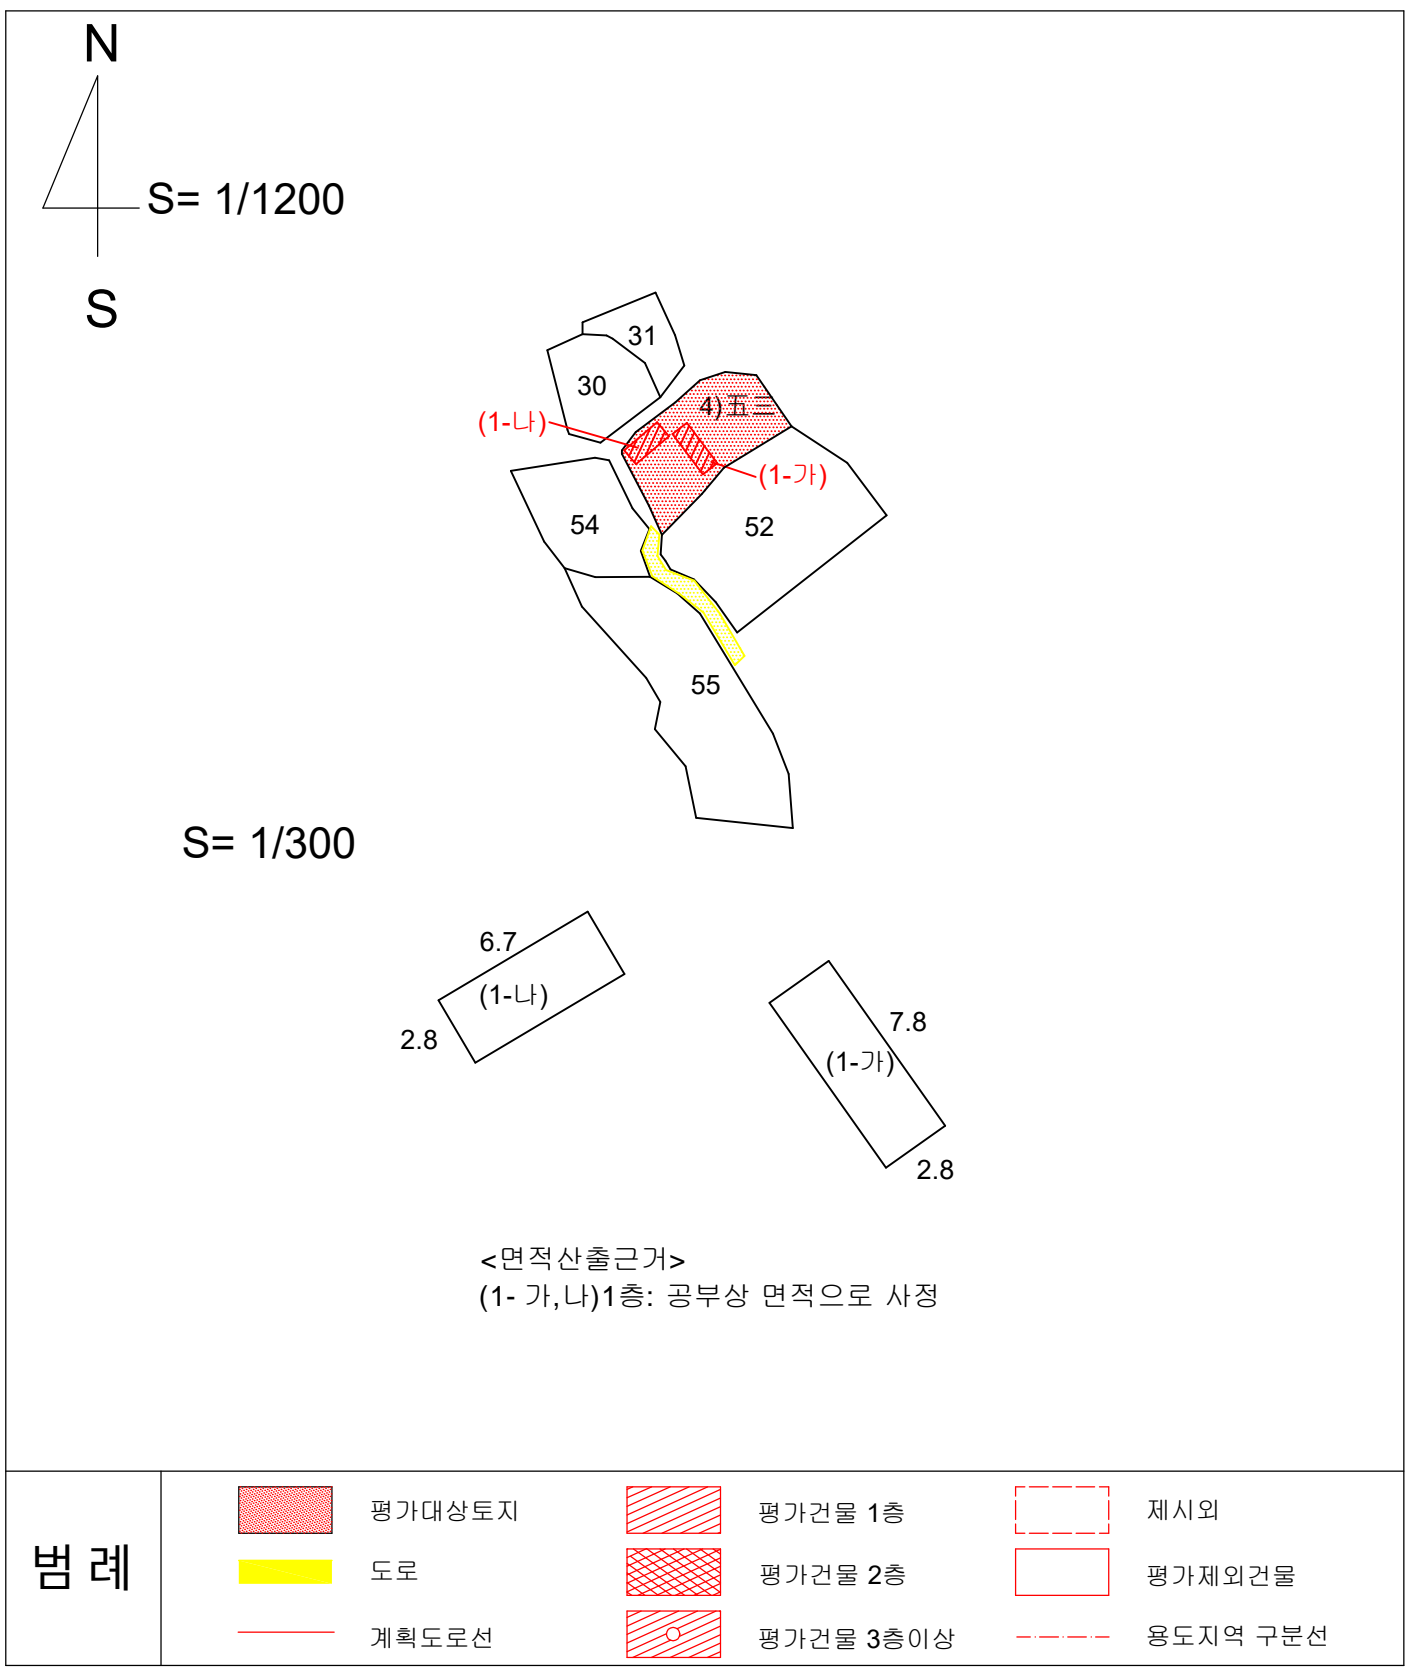 N
S= 1/1200
S
31
30
4)五三
(1-나)
(1-가)
54
52
55
S= 1/300
6.7
(1-나)
2.8
7.8
(1-가)
2.8
<면적산출근거>
(1- 가,나)1층: 공부상 면적으로 사정
범 례
평가대상토지
평가건물 1층
제시외
도로
평가건물 2층
평가제외건물
계획도로선
평가건물 3층이상
용도지역 구분선